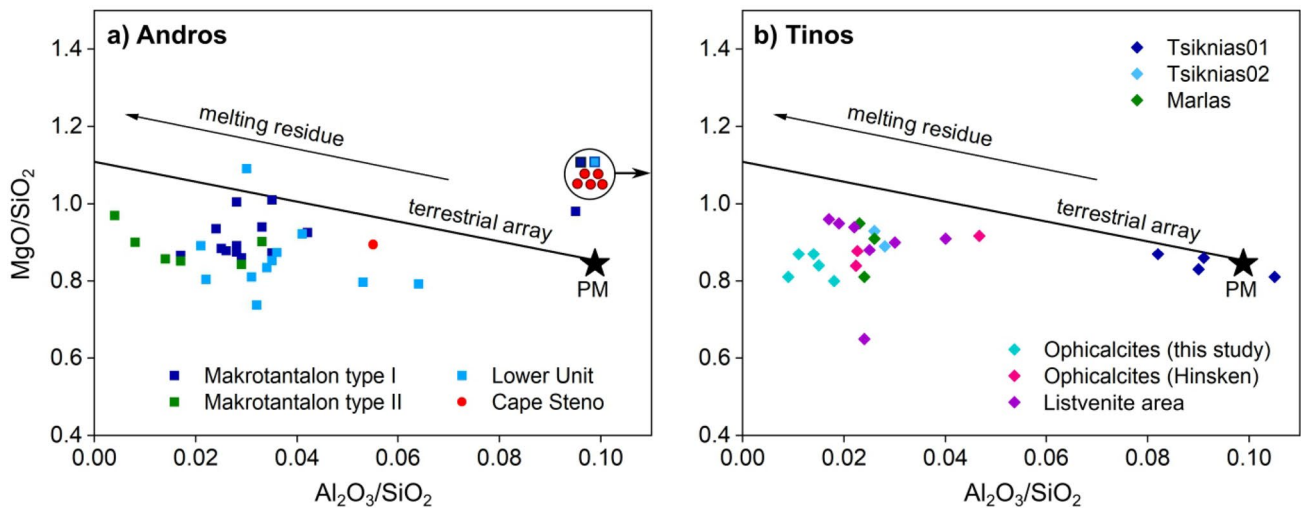 a) Andros
MgO/SiO₂
1.4
1.2
1.0
0.8
0.6
0.4
melting residue
terrestrial array
PM
Makrotantalon type I
Makrotantalon type II
Lower Unit
Cape Steno
0.00
0.02
0.04
0.06
0.08
0.10
Al₂O₃/SiO₂
b) Tinos
Tsiknias01
Tsiknias02
Marlas
1.4
1.2
1.0
0.8
0.6
0.4
melting residue
terrestrial array
PM
Ophicalcites (this study)
Ophicalcites (Hinsken)
Listvenite area
0.00
0.02
0.04
0.06
0.08
0.10
Al₂O₃/SiO₂